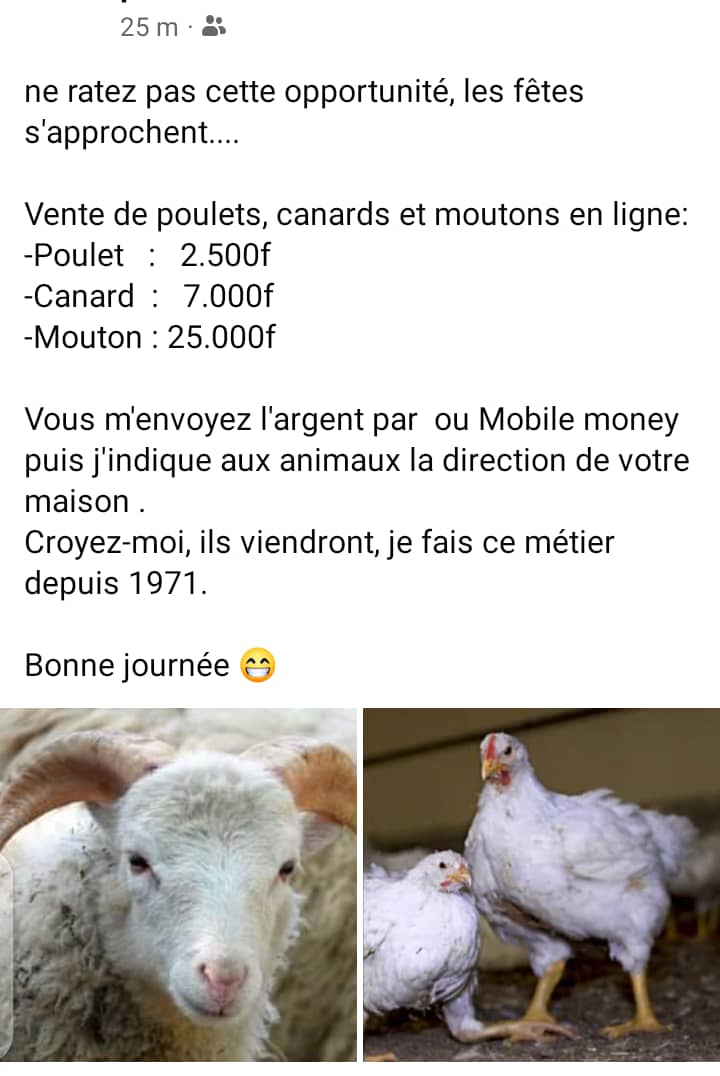 25 m ·
ne ratez pas cette opportunité, les fêtes
s'approchent....
Vente de poulets, canards et moutons en ligne:
-Poulet : 2.500f
-Canard : 7.000f
-Mouton : 25.000f
Vous m'envoyez l'argent par ou Mobile money
puis j'indique aux animaux la direction de votre
maison .
Croyez-moi, ils viendront, je fais ce métier
depuis 1971.
Bonne journée 😁